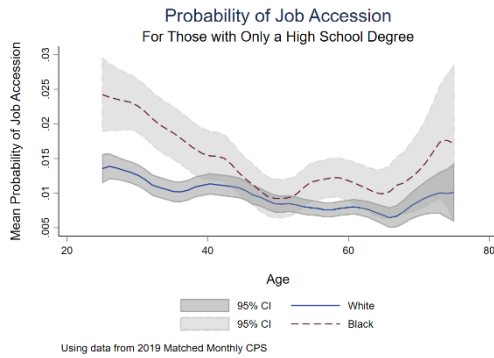 Probability of Job Accession
For Those with Only a High School Degree
Mean Probability of Job Accession
.03
.025
.02
.015
.01
.005
20
40
60
80
Age
95% CI
White
95% CI
Black
Using data from 2019 Matched Monthly CPS